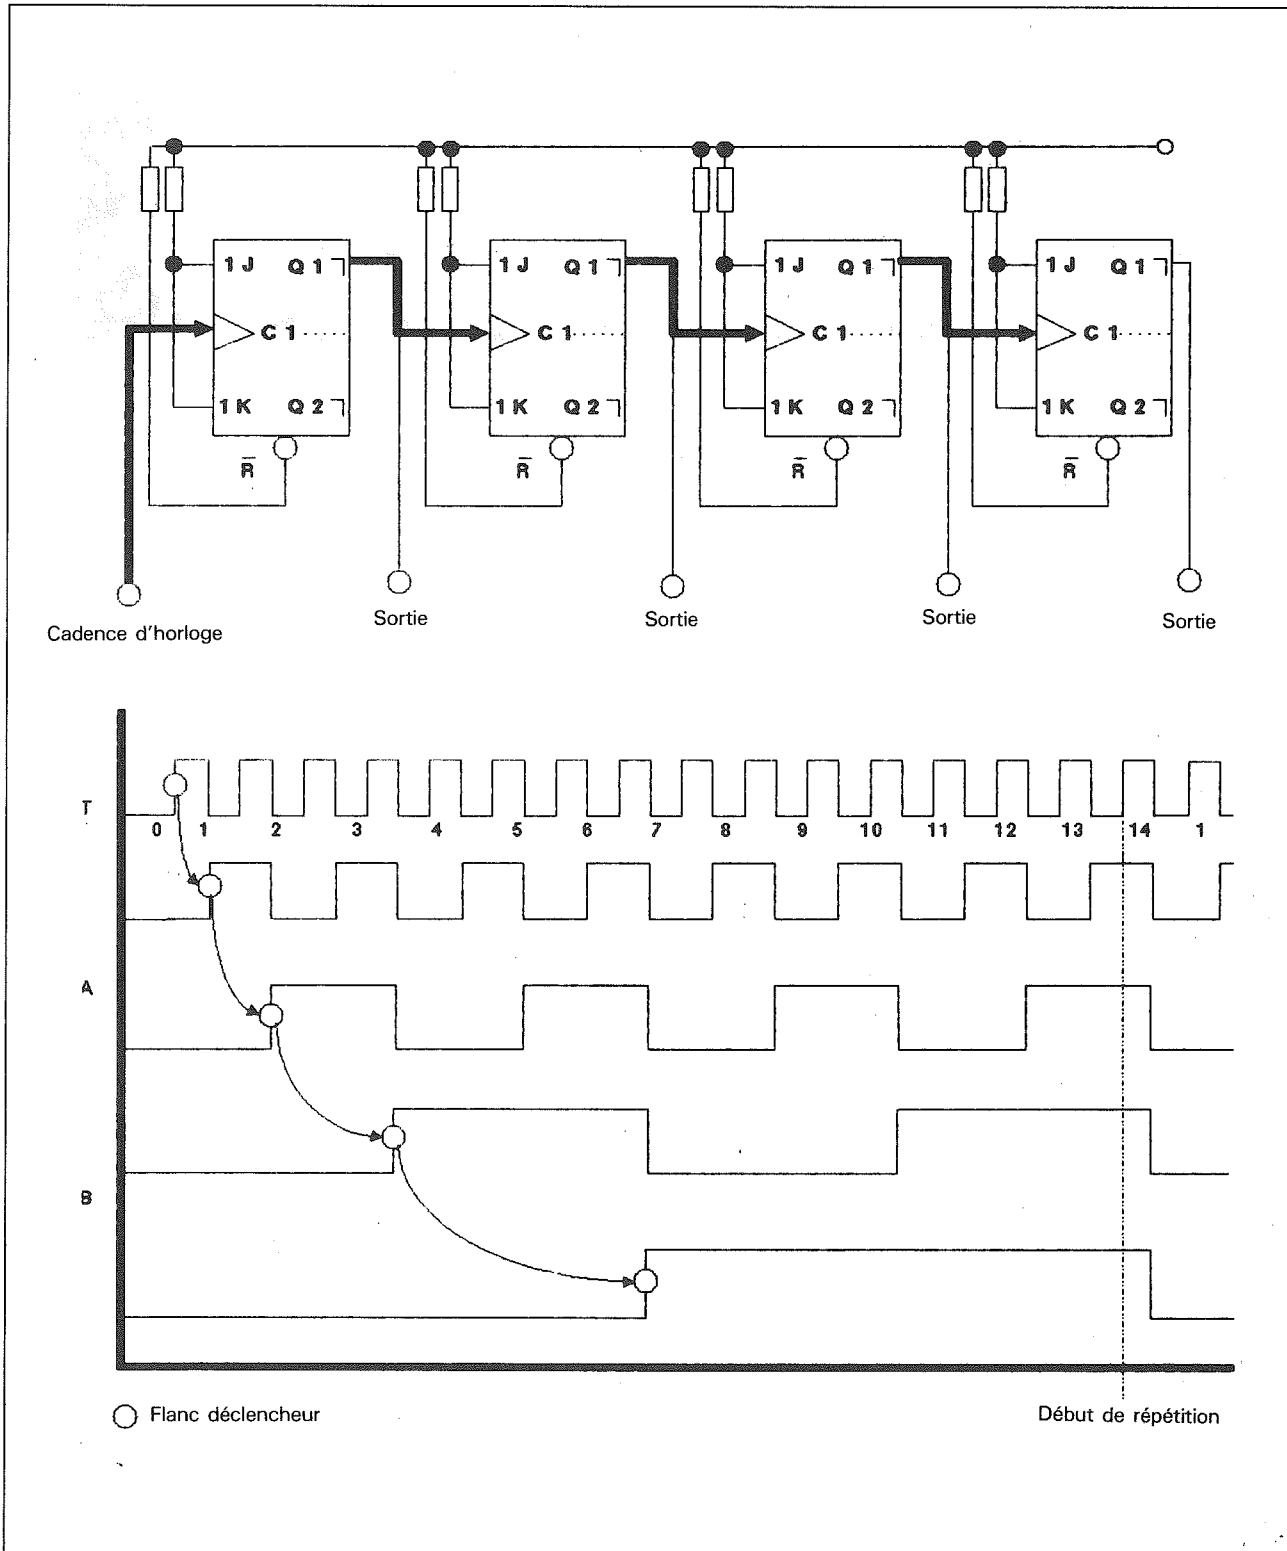 1J Q1 1J Q1 1J Q1 1J Q1
C1 C1 C1 C1
1K Q2 1K Q2 1K Q2 1K Q2
R̅ R̅ R̅ R̅
Cadence d'horloge Sortie Sortie Sortie Sortie
T
0 1 2 3 4 5 6 7 8 9 10 11 12 13 14 1
A
B
Flanc déclencheur Début de répétition